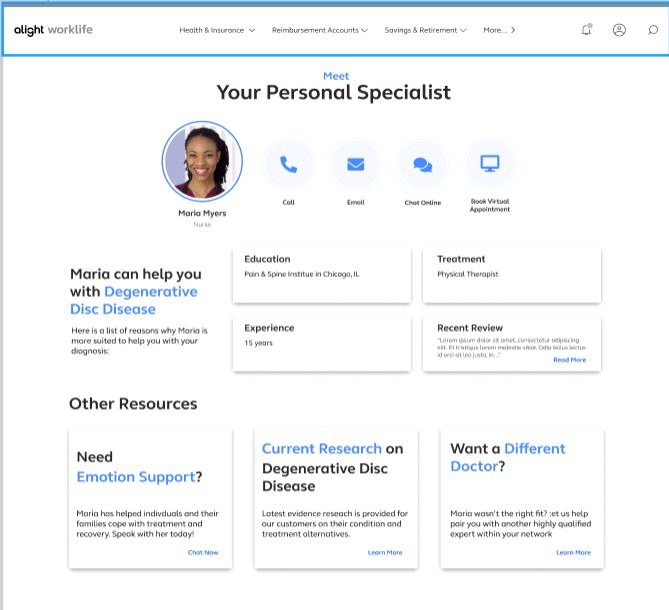 alight worklife
Health & Insurance
Reimbursement Accounts
Savings & Retirement
More...
Meet
Your Personal Specialist
Maria Myers
Nurse
Call
Email
Chat Online
Book Virtual
Appointment
Maria can help you
with Degenerative
Disc Disease
Here is a list of reasons why Maria is
more suited to help you with your
diagnosis:
Education
Pain & Spine Institue in Chicago, IL
Treatment
Physical Therapist
Experience
15 years
Recent Review
"Lorem ipsum dolor sit amet, consectetur adipiscing
elit. Et tristique lorem molestie vitae. Odio tellus lectus
id orci sit leo justo, in..."
Read More
Other Resources
Need
Emotion Support?
Maria has helped indivduals and their
families cope with treatment and
recovery. Speak with her today!
Chat Now
Current Research on
Degenerative Disc
Disease
Latest evidence reseach is provided for
our customers on their condition and
treatment alternatives.
Learn More
Want a Different
Doctor?
Maria wasn't the right fit? :et us help
pair you with another highly qualified
expert within your network
Learn More